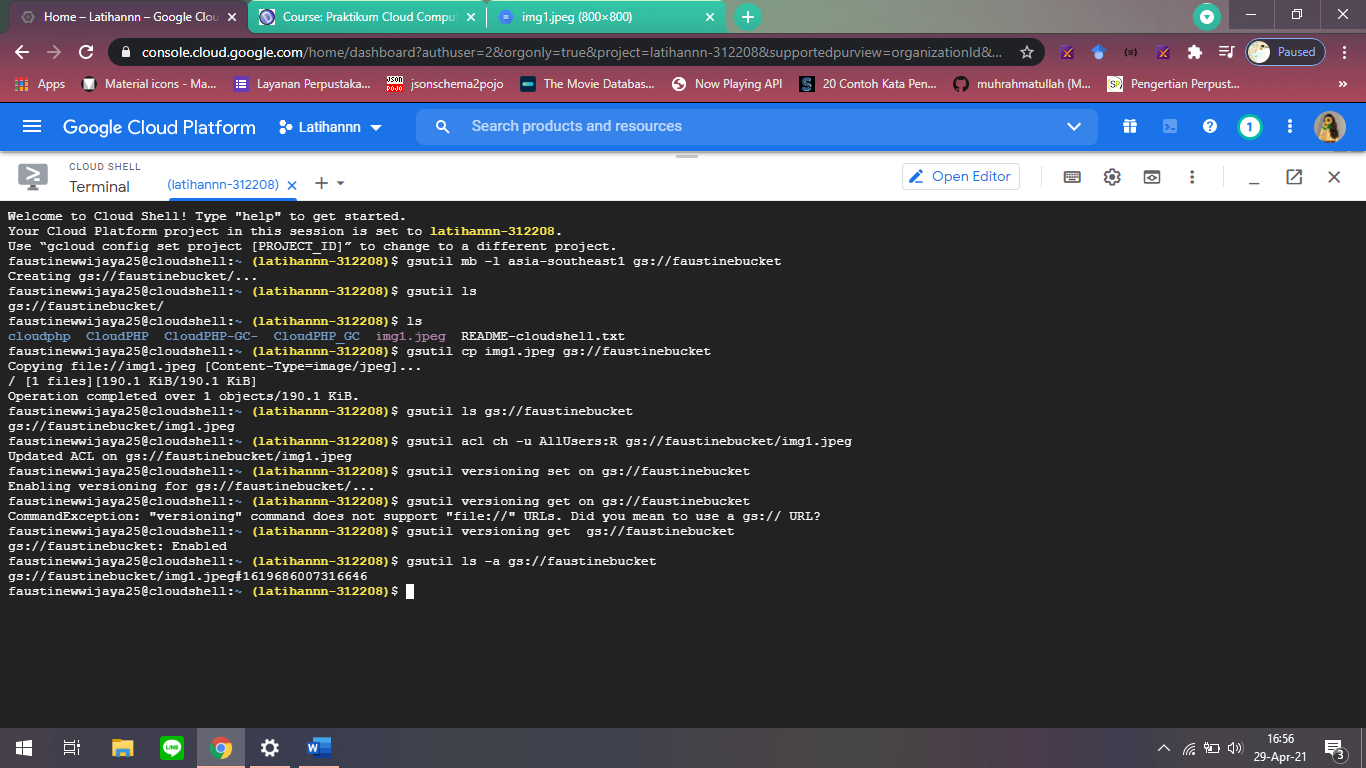 Home – Latihannn – Google Clou
Course: Praktikum Cloud Comput
img1.jpeg (800×800)
console.cloud.google.com/home/dashboard?authuser=2&orgonly=true&project=latihannn-312208&supportedpurview=organizationId&...
Paused
Apps
Material icons - Ma...
Layanan Perpustaka...
JSON POJO
jsonschema2pojo
The Movie Databas...
Now Playing API
20 Contoh Kata Pen...
muhrahmatullah (M...
Pengertian Perpust...
»
Google Cloud Platform
Latihannn
Search products and resources
1
CLOUD SHELL
Terminal
(latihannn-312208)
Open Editor
Welcome to Cloud Shell! Type "help" to get started.
Your Cloud Platform project in this session is set to latihannn-312208.
Use “gcloud config set project [PROJECT_ID]” to change to a different project.
faustinewwijaya25@cloudshell:~ (latihannn-312208)$ gsutil mb -l asia-southeast1 gs://faustinebucket
Creating gs://faustinebucket/...
faustinewwijaya25@cloudshell:~ (latihannn-312208)$ gsutil ls
gs://faustinebucket/
faustinewwijaya25@cloudshell:~ (latihannn-312208)$ ls
cloudphp  CloudPHP  CloudPHP-GC-  CloudPHP_GC  img1.jpeg  README-cloudshell.txt
faustinewwijaya25@cloudshell:~ (latihannn-312208)$ gsutil cp img1.jpeg gs://faustinebucket
Copying file://img1.jpeg [Content-Type=image/jpeg]...
/ [1 files][190.1 KiB/190.1 KiB]
Operation completed over 1 objects/190.1 KiB.
faustinewwijaya25@cloudshell:~ (latihannn-312208)$ gsutil ls gs://faustinebucket
gs://faustinebucket/img1.jpeg
faustinewwijaya25@cloudshell:~ (latihannn-312208)$ gsutil acl ch -u AllUsers:R gs://faustinebucket/img1.jpeg
Updated ACL on gs://faustinebucket/img1.jpeg
faustinewwijaya25@cloudshell:~ (latihannn-312208)$ gsutil versioning set on gs://faustinebucket
Enabling versioning for gs://faustinebucket/...
faustinewwijaya25@cloudshell:~ (latihannn-312208)$ gsutil versioning get on gs://faustinebucket
CommandException: "versioning" command does not support "file://" URLs. Did you mean to use a gs:// URL?
faustinewwijaya25@cloudshell:~ (latihannn-312208)$ gsutil versioning get  gs://faustinebucket
gs://faustinebucket: Enabled
faustinewwijaya25@cloudshell:~ (latihannn-312208)$ gsutil ls -a gs://faustinebucket
gs://faustinebucket/img1.jpeg#1619686007316646
faustinewwijaya25@cloudshell:~ (latihannn-312208)$
LINE
W
16:56
29-Apr-21
3